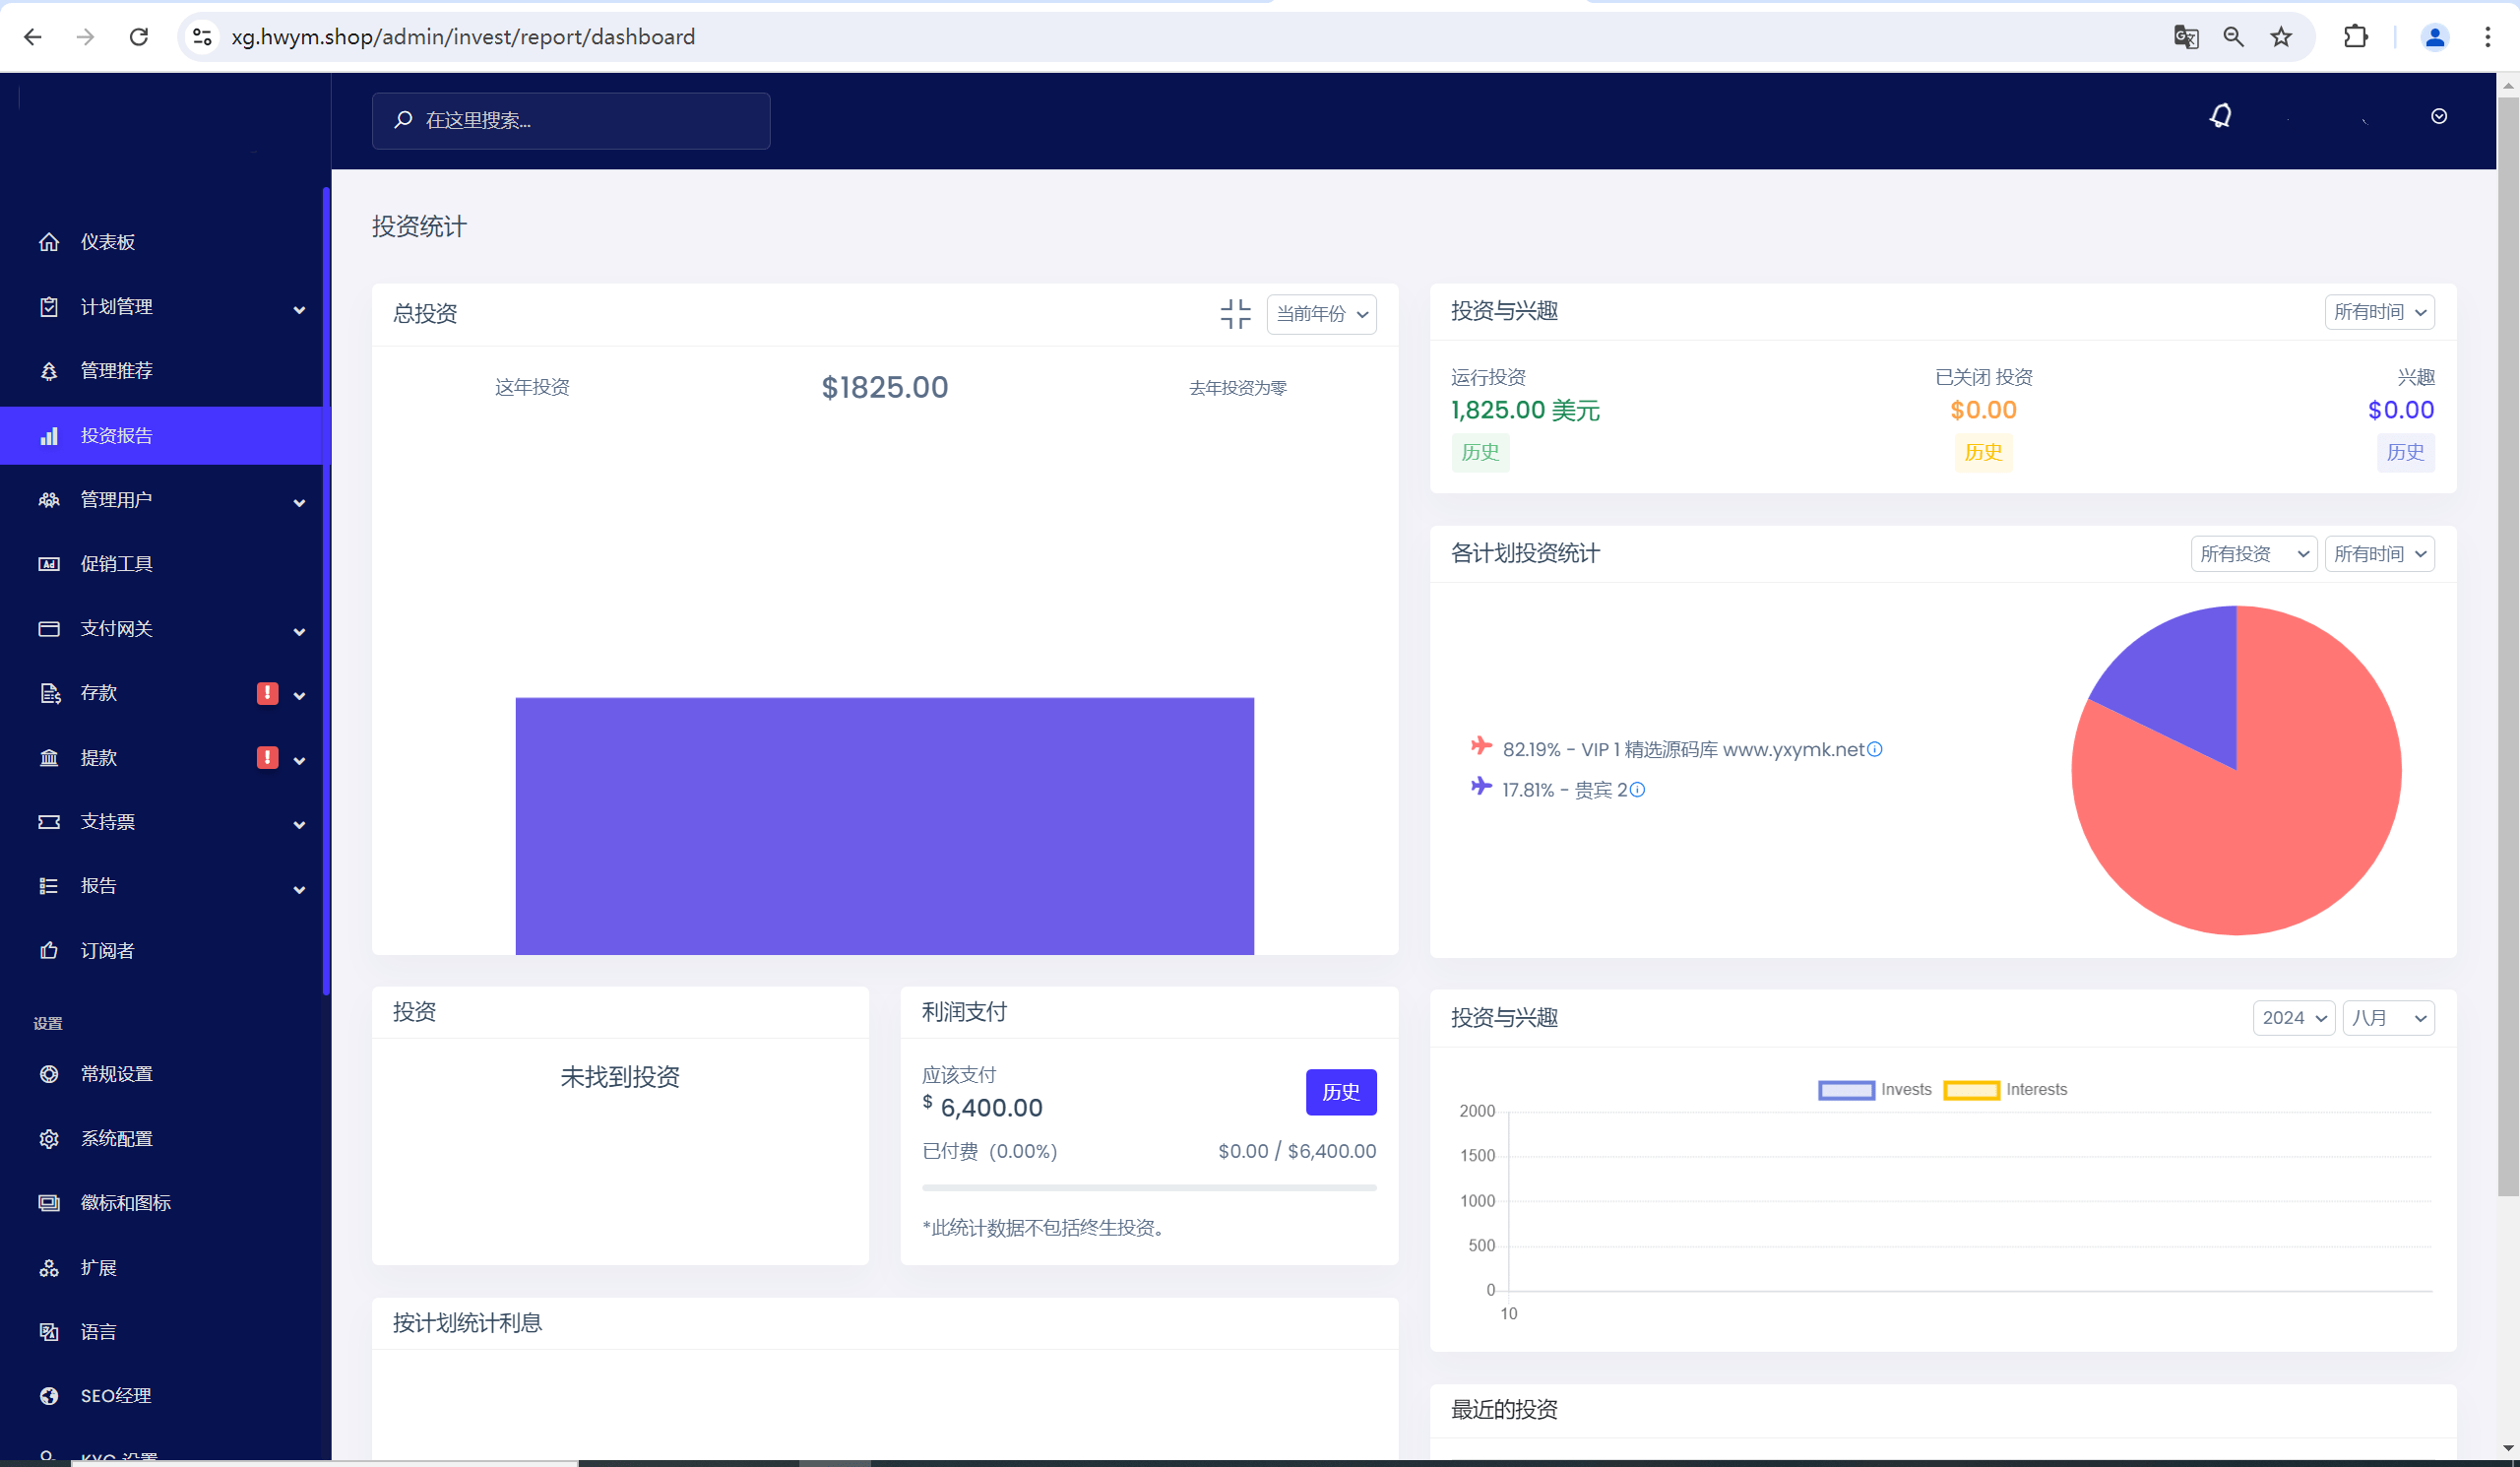 xg.hwym.shop/admin/invest/report/dashboard
在这里搜索...
仪表板
计划管理
管理推荐
投资报告
管理用户
Ad 促销工具
支付网关
存款
提款
支持票
报告
订阅者
设置
常规设置
系统配置
徽标和图标
扩展
语言
SEO经理
KYC 设置
投资统计
总投资
当前年份
这年投资
$1825.00
去年投资为零
投资与兴趣
所有时间
运行投资
已关闭 投资
兴趣
1,825.00 美元
$0.00
$0.00
历史
历史
历史
各计划投资统计
所有投资
所有时间
82.19% - VIP 1 精选源码库 www.yxymk.net
17.81% - 贵宾 2
投资
未找到投资
利润支付
应该支付
$ 6,400.00
历史
已付费（0.00%）
$0.00 / $6,400.00
*此统计数据不包括终生投资。
投资与兴趣
2024
八月
Invests
Interests
2000
1500
1000
500
0
10
按计划统计利息
最近的投资